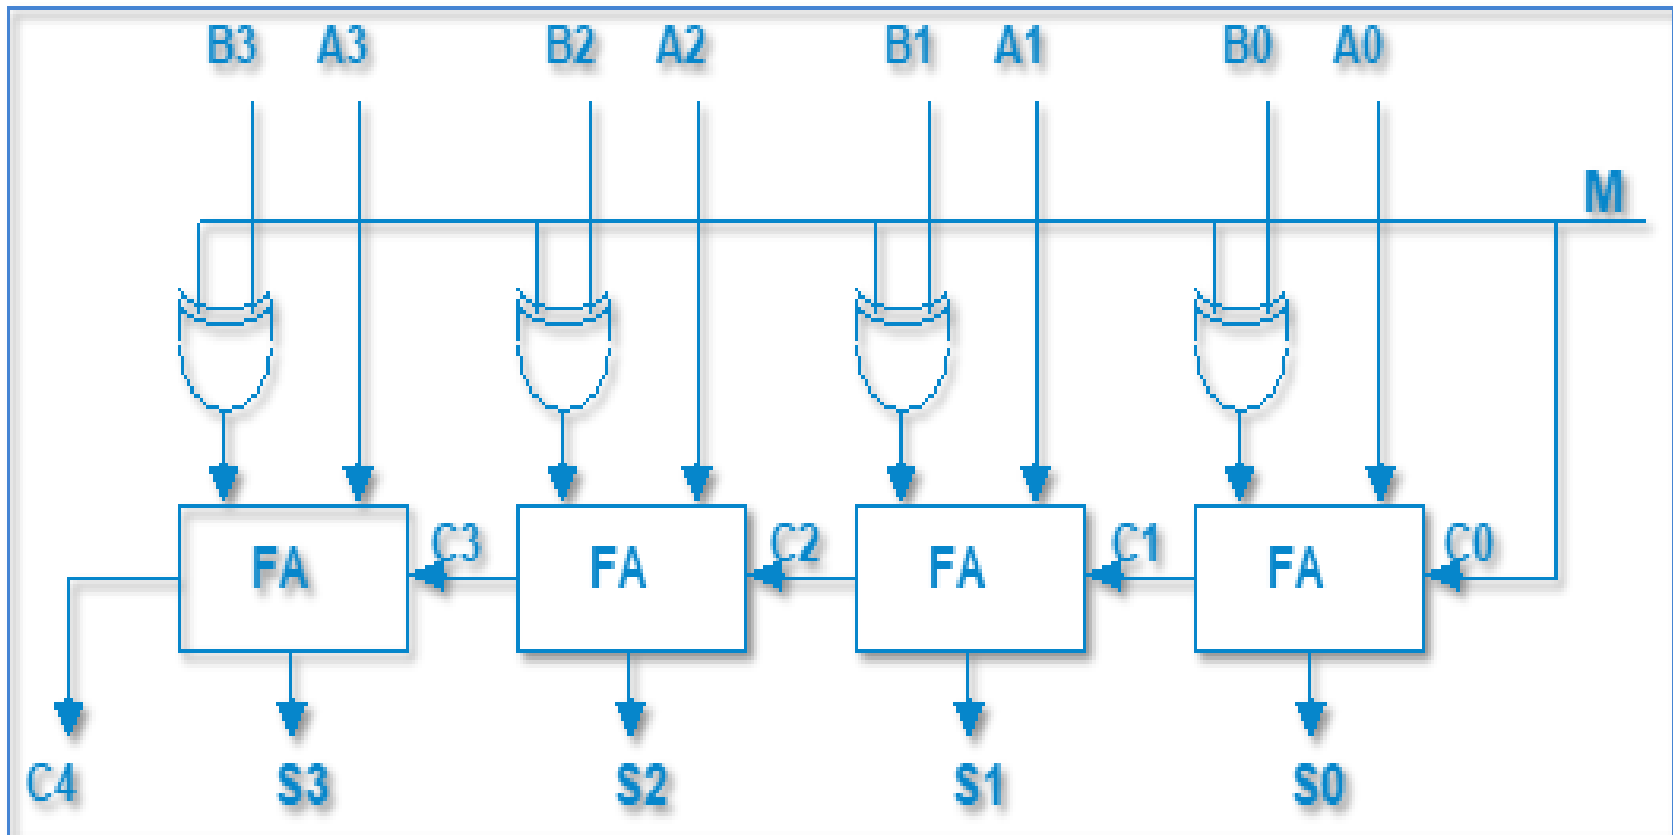 B3 A3 B2 A2 B1 A1 B0 A0
M
FA C3 FA C2 FA C1 FA C0
C4 S3 S2 S1 S0